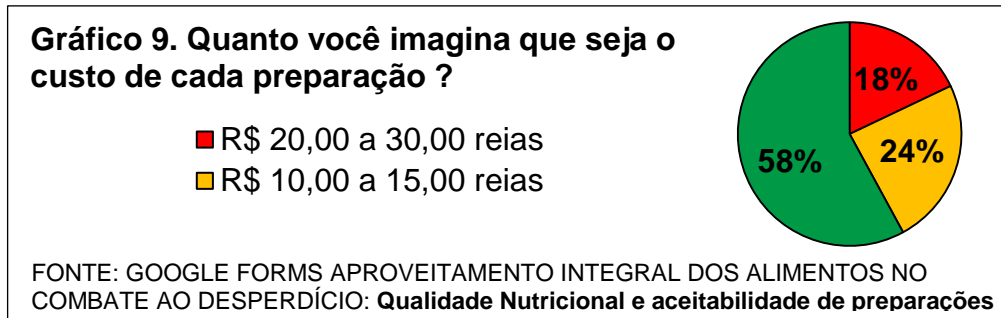 Gráfico 9. Quanto você imagina que seja o
custo de cada preparação ?
R$ 20,00 a 30,00 reias
R$ 10,00 a 15,00 reias
18%
24%
58%
FONTE: GOOGLE FORMS APROVEITAMENTO INTEGRAL DOS ALIMENTOS NO
COMBATE AO DESPERDÍCIO: Qualidade Nutricional e aceitabilidade de preparações